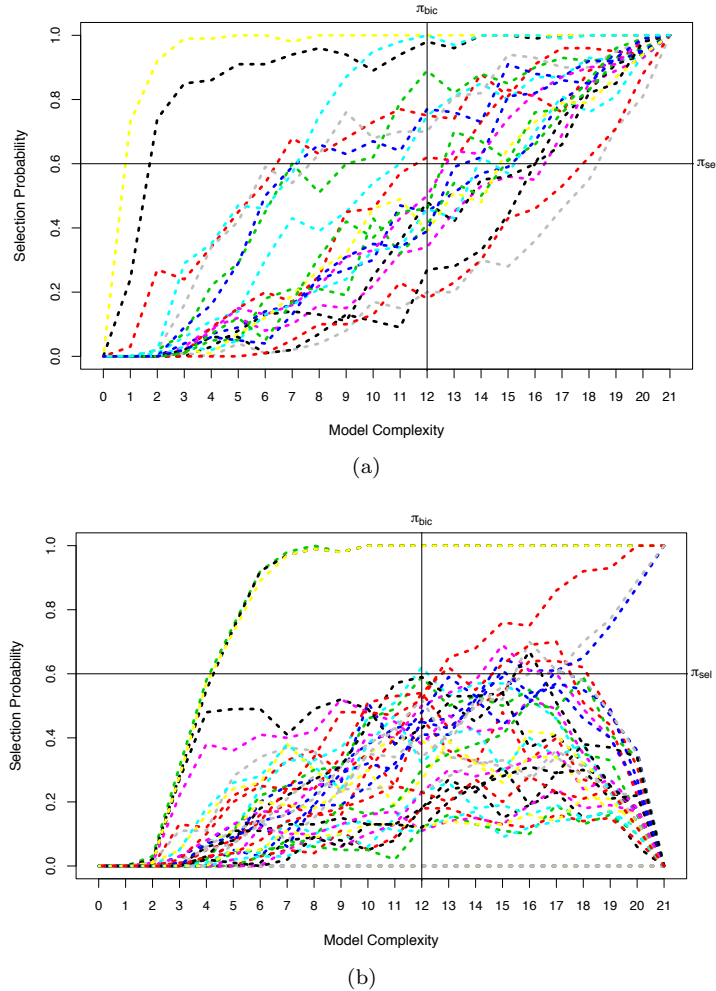 πbic
Selection Probability
1.0
0.8
0.6
0.4
0.2
0.0
πse
0 1 2 3 4 5 6 7 8 9 10 11 12 13 14 15 16 17 18 19 20 21
Model Complexity
(a)
πbic
Selection Probability
1.0
0.8
0.6
0.4
0.2
0.0
πsel
0 1 2 3 4 5 6 7 8 9 10 11 12 13 14 15 16 17 18 19 20 21
Model Complexity
(b)